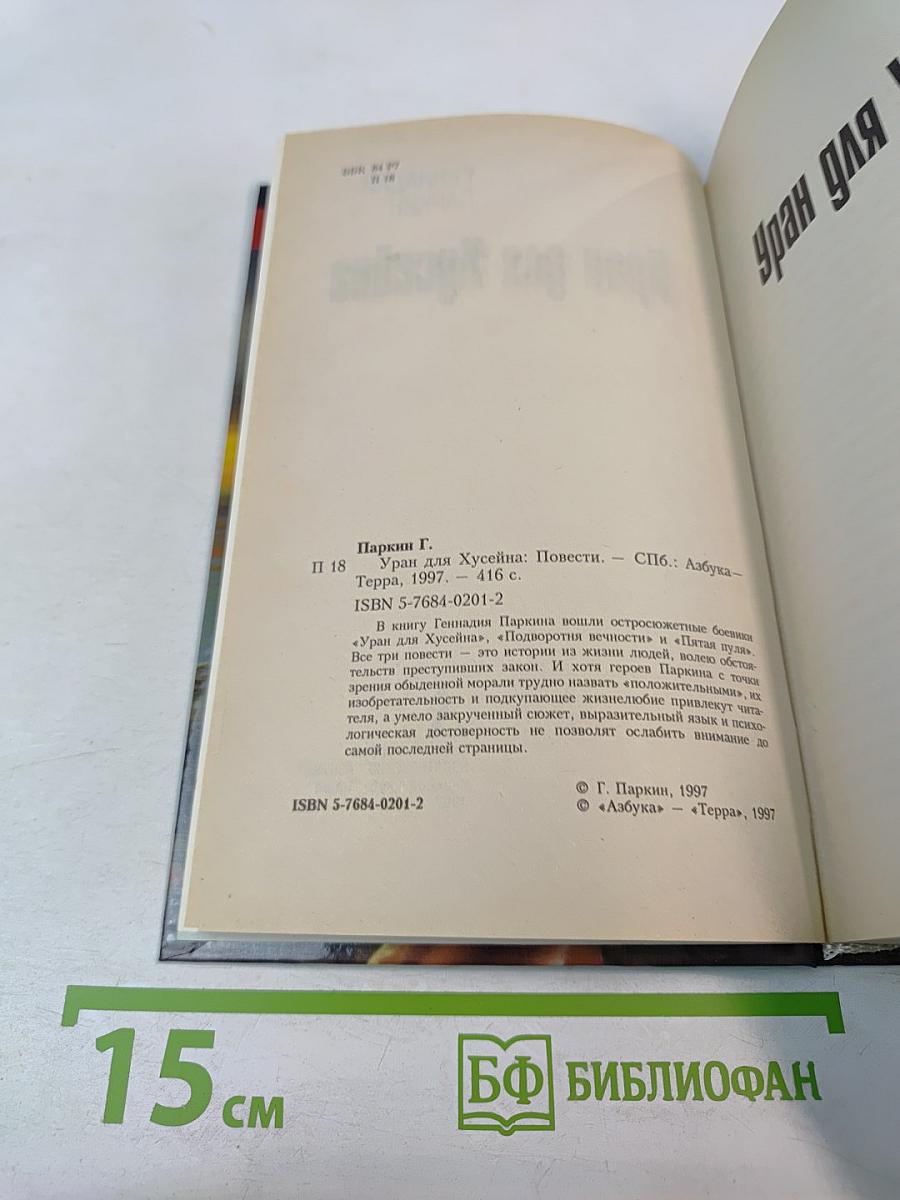 ББК 84 Р7
П 18
Паркин Г.
П 18 Уран для Хусейна: Повести. — СПб.: Азбука—
Терра, 1997. — 416 с.
ISBN 5-7684-0201-2
В книгу Геннадия Паркина вошли остросюжетные боевики
«Уран для Хусейна», «Подворотня вечности» и «Пятая пуля».
Все три повести — это истории из жизни людей, волею обстоя-
тельств преступивших закон. И хотя героев Паркина с точки
зрения обыденной морали трудно назвать «положительными», их
изобретательность и подкупающее жизнелюбие привлекут чита-
теля, а умело закрученный сюжет, выразительный язык и психо-
логическая достоверность не позволят ослабить внимание до
самой последней страницы.
ISBN 5-7684-0201-2
© Г. Паркин, 1997
© «Азбука» — «Терра», 1997
Уран для
15 см
БФ БИБЛИОФАН